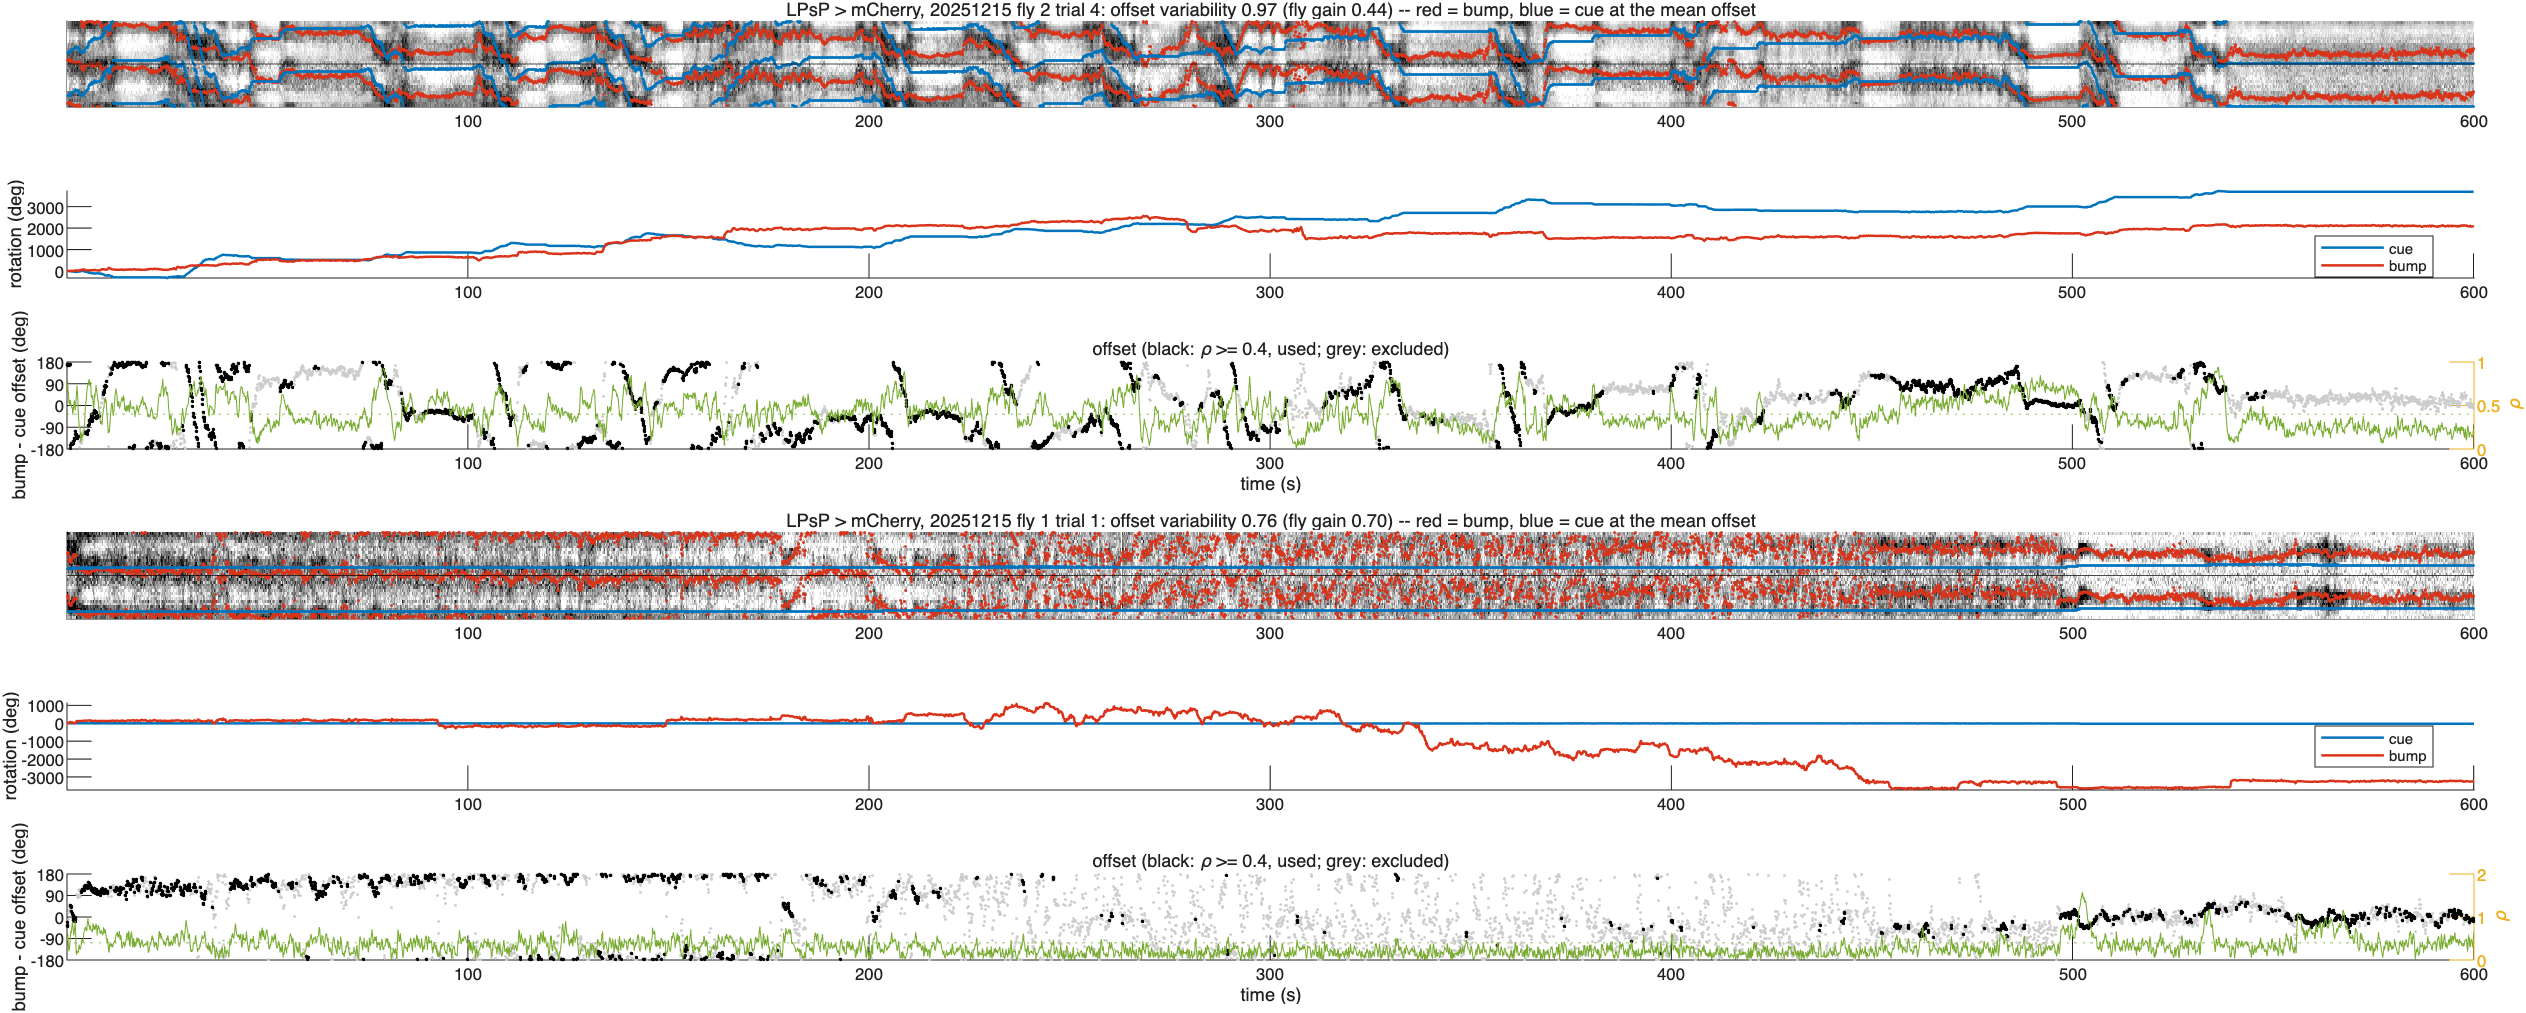 LPsP > mCherry, 20251215 fly 2 trial 4: offset variability 0.97 (fly gain 0.44) -- red = bump, blue = cue at the mean offset
100 200 300 400 500 600
rotation (deg)
3000
2000
1000
0
cue
bump
100 200 300 400 500 600
offset (black: ρ >= 0.4, used; grey: excluded)
bump - cue offset (deg)
180
90
0
-90
-180
1
0.5
0
ρ
100 200 300 400 500 600
time (s)
LPsP > mCherry, 20251215 fly 1 trial 1: offset variability 0.76 (fly gain 0.70) -- red = bump, blue = cue at the mean offset
100 200 300 400 500 600
rotation (deg)
1000
0
-1000
-2000
-3000
cue
bump
100 200 300 400 500 600
offset (black: ρ >= 0.4, used; grey: excluded)
bump - cue offset (deg)
180
90
0
-90
-180
2
1
0
ρ
100 200 300 400 500 600
time (s)